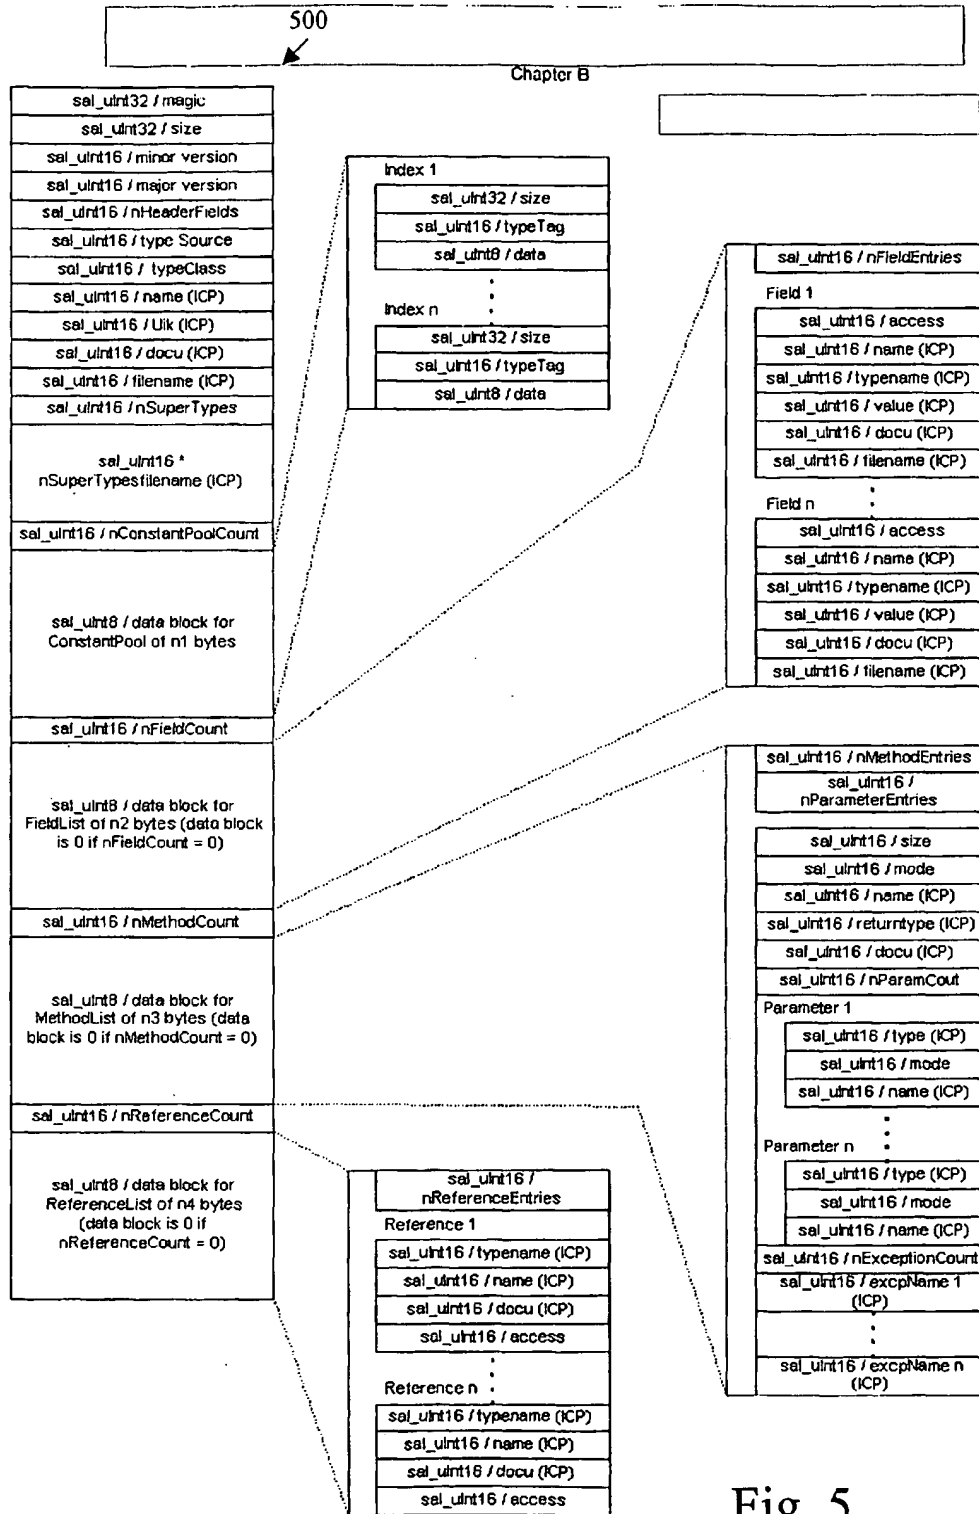 500
Chapter B
sal_uInt32 / magic
sal_uInt32 / size
sal_uInt16 / minor version
sal_uInt16 / major version
sal_uInt16 / nHeaderFields
sal_uInt16 / type Source
sal_uInt16 / typeClass
sal_uInt16 / name (ICP)
sal_uInt16 / Uik (ICP)
sal_uInt16 / docu (ICP)
sal_uInt16 / filename (ICP)
sal_uInt16 / nSuperTypes
sal_uInt16 *
nSuperTypesfilename (ICP)
sal_uInt16 / nConstantPoolCount
sal_uInt8 / data block for
ConstantPool of n1 bytes
sal_uInt16 / nFieldCount
sal_uInt8 / data block for
FieldList of n2 bytes (data block
is 0 if nFieldCount = 0)
sal_uInt16 / nMethodCount
sal_uInt8 / data block for
MethodList of n3 bytes (data
block is 0 if nMethodCount = 0)
sal_uInt16 / nReferenceCount
sal_uInt8 / data block for
ReferenceList of n4 bytes
(data block is 0 if
nReferenceCount = 0)
Index 1
sal_uInt32 / size
sal_uInt16 / typeTag
sal_uInt8 / data
Index n
sal_uInt32 / size
sal_uInt16 / typeTag
sal_uInt8 / data
sal_uInt16 / nFieldEntries
Field 1
sal_uInt16 / access
sal_uInt16 / name (ICP)
sal_uInt16 / typename (ICP)
sal_uInt16 / value (ICP)
sal_uInt16 / docu (ICP)
sal_uInt16 / filename (ICP)
Field n
sal_uInt16 / access
sal_uInt16 / name (ICP)
sal_uInt16 / typename (ICP)
sal_uInt16 / value (ICP)
sal_uInt16 / docu (ICP)
sal_uInt16 / filename (ICP)
sal_uInt16 / nMethodEntries
sal_uInt16 /
nParameterEntries
sal_uInt16 / size
sal_uInt16 / mode
sal_uInt16 / name (ICP)
sal_uInt16 / returntype (ICP)
sal_uInt16 / docu (ICP)
sal_uInt16 / nParamCout
Parameter 1
sal_uInt16 / type (ICP)
sal_uInt16 / mode
sal_uInt16 / name (ICP)
Parameter n
sal_uInt16 / type (ICP)
sal_uInt16 / mode
sal_uInt16 / name (ICP)
sal_uInt16 / nExceptionCount
sal_uInt16 / excpName 1
(ICP)
sal_uInt16 / excpName n
(ICP)
sal_uInt16 /
nReferenceEntries
Reference 1
sal_uInt16 / typename (ICP)
sal_uInt16 / name (ICP)
sal_uInt16 / docu (ICP)
sal_uInt16 / access
Reference n
sal_uInt16 / typename (ICP)
sal_uInt16 / name (ICP)
sal_uInt16 / docu (ICP)
sal_uInt16 / access
Fig. 5